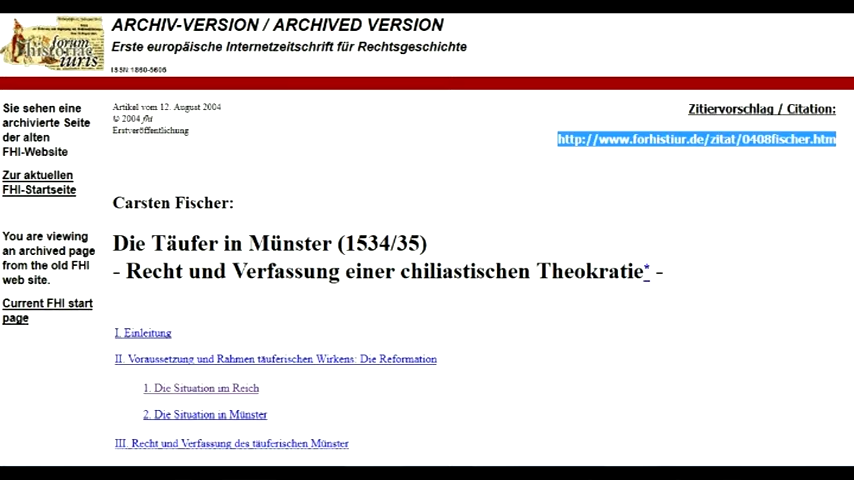 forum
historiae
iuris
ARCHIV-VERSION / ARCHIVED VERSION
Erste europäische Internetzeitschrift für Rechtsgeschichte
ISSN 1860-5605
Sie sehen eine
archivierte Seite
der alten
FHI-Website
Zur aktuellen
FHI-Startseite
You are viewing
an archived page
from the old FHI
web site.
Current FHI start
page
Artikel vom 12. August 2004
© 2004 fhi
Erstveröffentlichung
Zitiervorschlag / Citation:
http://www.forhistiur.de/zitat/0408fischer.htm
Carsten Fischer:
Die Täufer in Münster (1534/35)
- Recht und Verfassung einer chiliastischen Theokratie* -
I. Einleitung
II. Voraussetzung und Rahmen täuferischen Wirkens: Die Reformation
1. Die Situation im Reich
2. Die Situation in Münster
III. Recht und Verfassung des täuferischen Münster